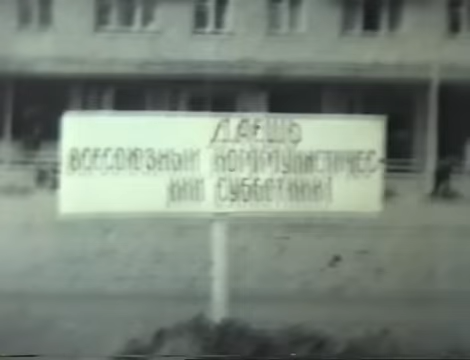 ДАЕШЬ
ВСЕСОЮЗНЫЙ КОММУНИСТИЧЕС-
КИЙ СУББОТНИК!